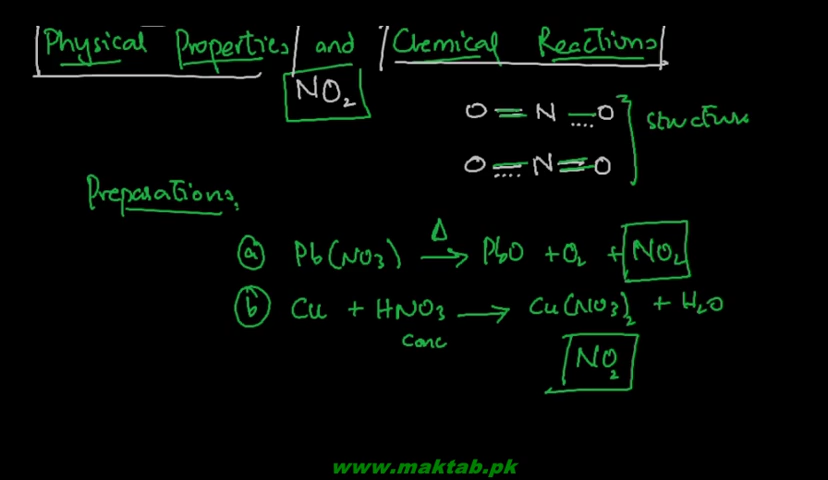 Physical Properties and Chemical Reactions
NO₂
O = N — O
structure
O = N = O
Preparations.
(a) Pb(NO₃) Δ → PbO + O₂ + NO₂
(b) Cu + HNO₃ → Cu(NO₃)₂ + H₂O
conc
NO₂
www.maktab.pk